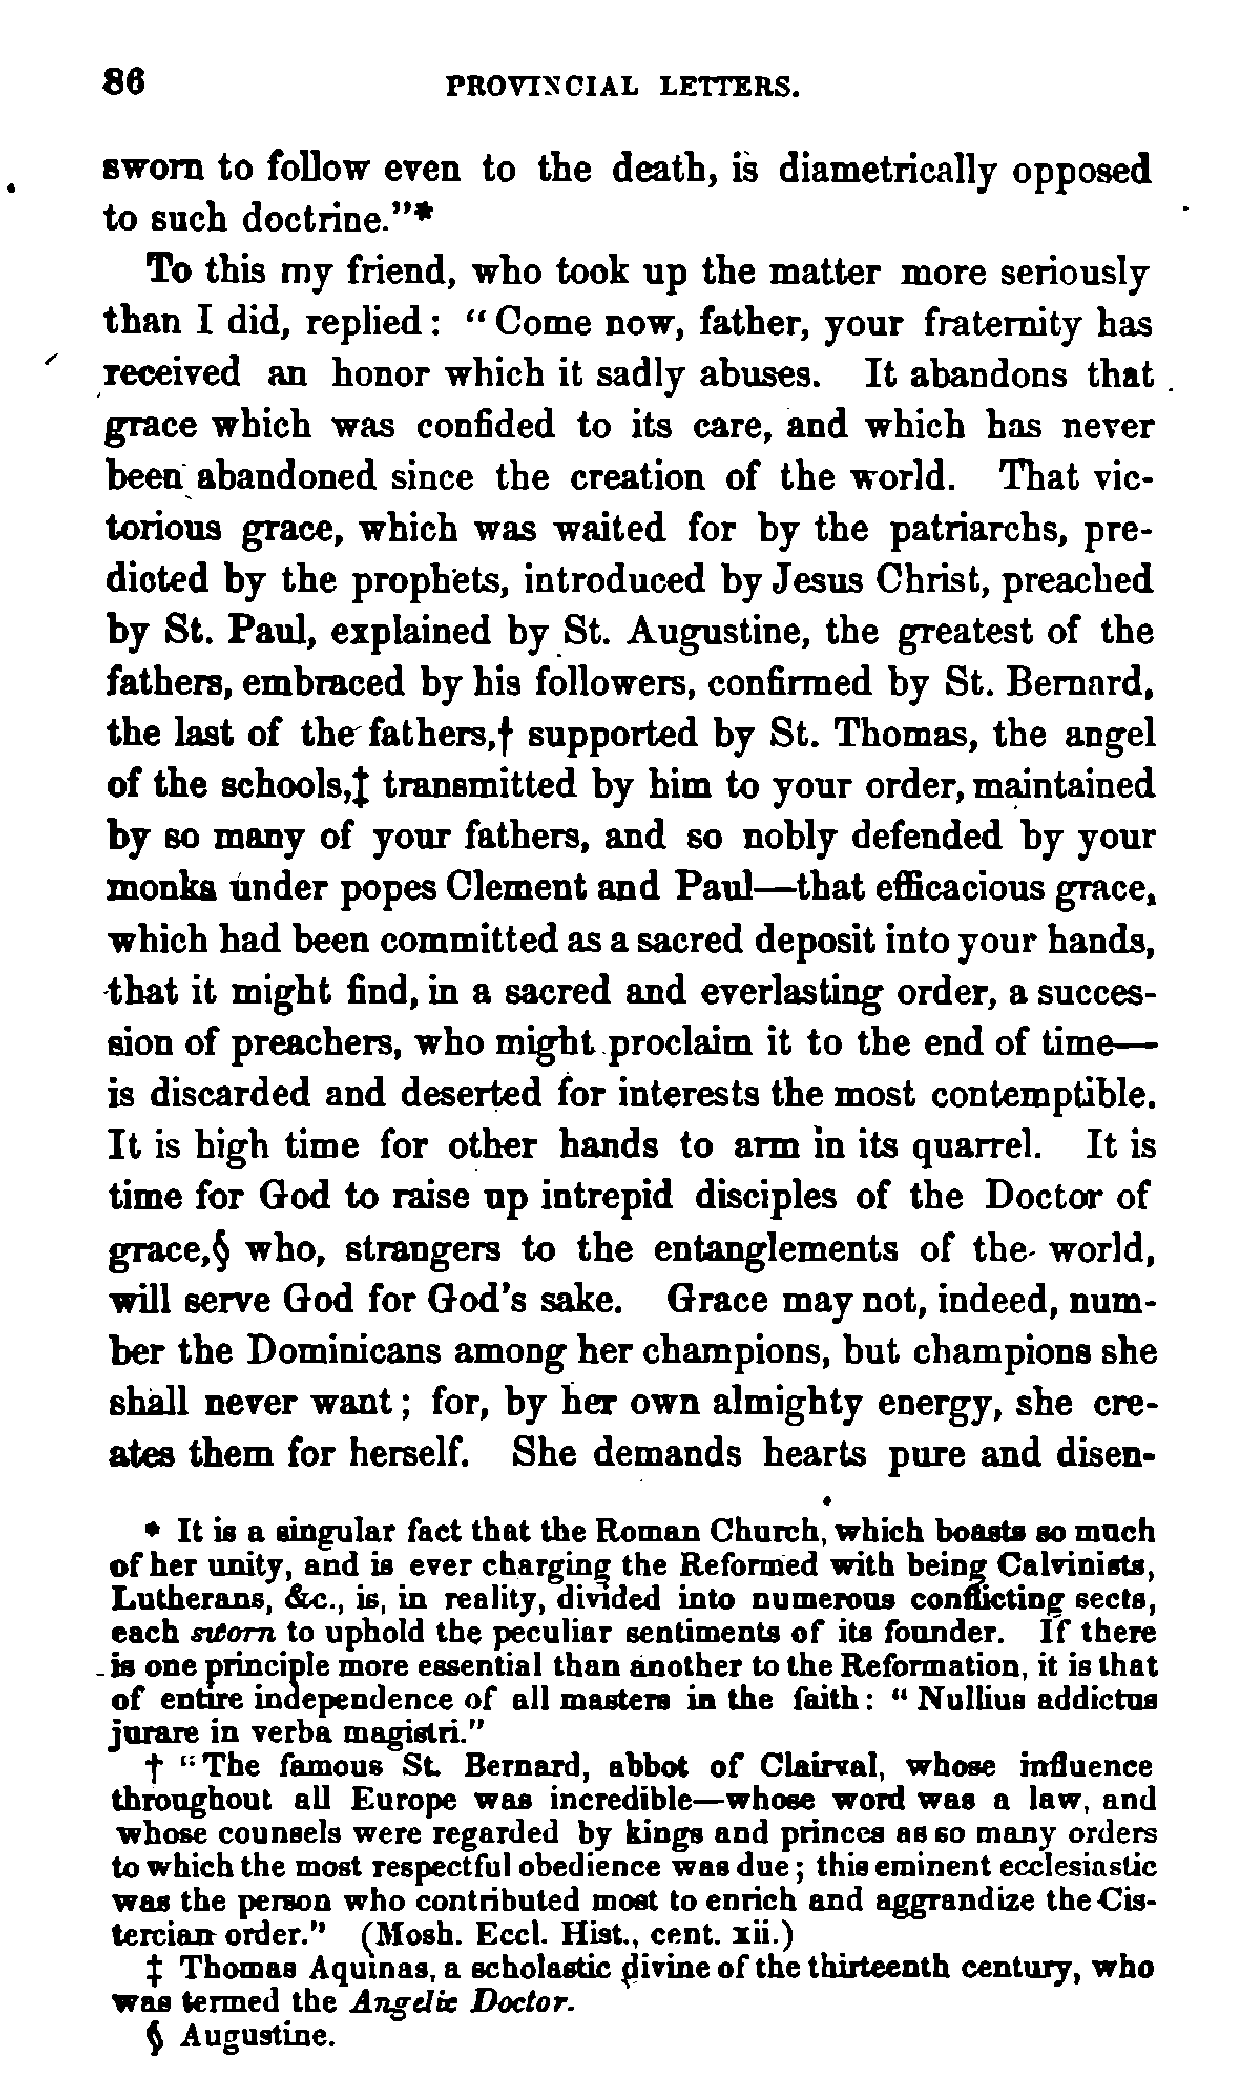 86 PROVINCIAL LETTERS.
sworn to follow even to the death, is diametrically opposed
to such doctrine."*
To this my friend, who took up the matter more seriously
than I did, replied: "Come now, father, your fraternity has
received an honor which it sadly abuses. It abandons that
grace which was confided to its care, and which has never
been abandoned since the creation of the world. That vic-
torious grace, which was waited for by the patriarchs, pre-
dicted by the prophets, introduced by Jesus Christ, preached
by St. Paul, explained by St. Augustine, the greatest of the
fathers, embraced by his followers, confirmed by St. Bernard,
the last of the fathers,† supported by St. Thomas, the angel
of the schools,‡ transmitted by him to your order, maintained
by so many of your fathers, and so nobly defended by your
monks under popes Clement and Paul—that efficacious grace,
which had been committed as a sacred deposit into your hands,
that it might find, in a sacred and everlasting order, a succes-
sion of preachers, who might proclaim it to the end of time—
is discarded and deserted for interests the most contemptible.
It is high time for other hands to arm in its quarrel. It is
time for God to raise up intrepid disciples of the Doctor of
grace,§ who, strangers to the entanglements of the world,
will serve God for God's sake. Grace may not, indeed, num-
ber the Dominicans among her champions, but champions she
shall never want; for, by her own almighty energy, she cre-
ates them for herself. She demands hearts pure and disen-
* It is a singular fact that the Roman Church, which boasts so much
of her unity, and is ever charging the Reformed with being Calvinists,
Lutherans, &c., is, in reality, divided into numerous conflicting sects,
each sworn to uphold the peculiar sentiments of its founder. If there
is one principle more essential than another to the Reformation, it is that
of entire independence of all masters in the faith: "Nullius addictus
jurare in verba magistri."
† "The famous St. Bernard, abbot of Clairval, whose influence
throughout all Europe was incredible—whose word was a law, and
whose counsels were regarded by kings and princes as so many orders
to which the most respectful obedience was due; this eminent ecclesiastic
was the person who contributed most to enrich and aggrandize the Cis-
tercian order." (Mosh. Eccl. Hist., cent. xii.)
‡ Thomas Aquinas, a scholastic divine of the thirteenth century, who
was termed the Angelic Doctor.
§ Augustine.